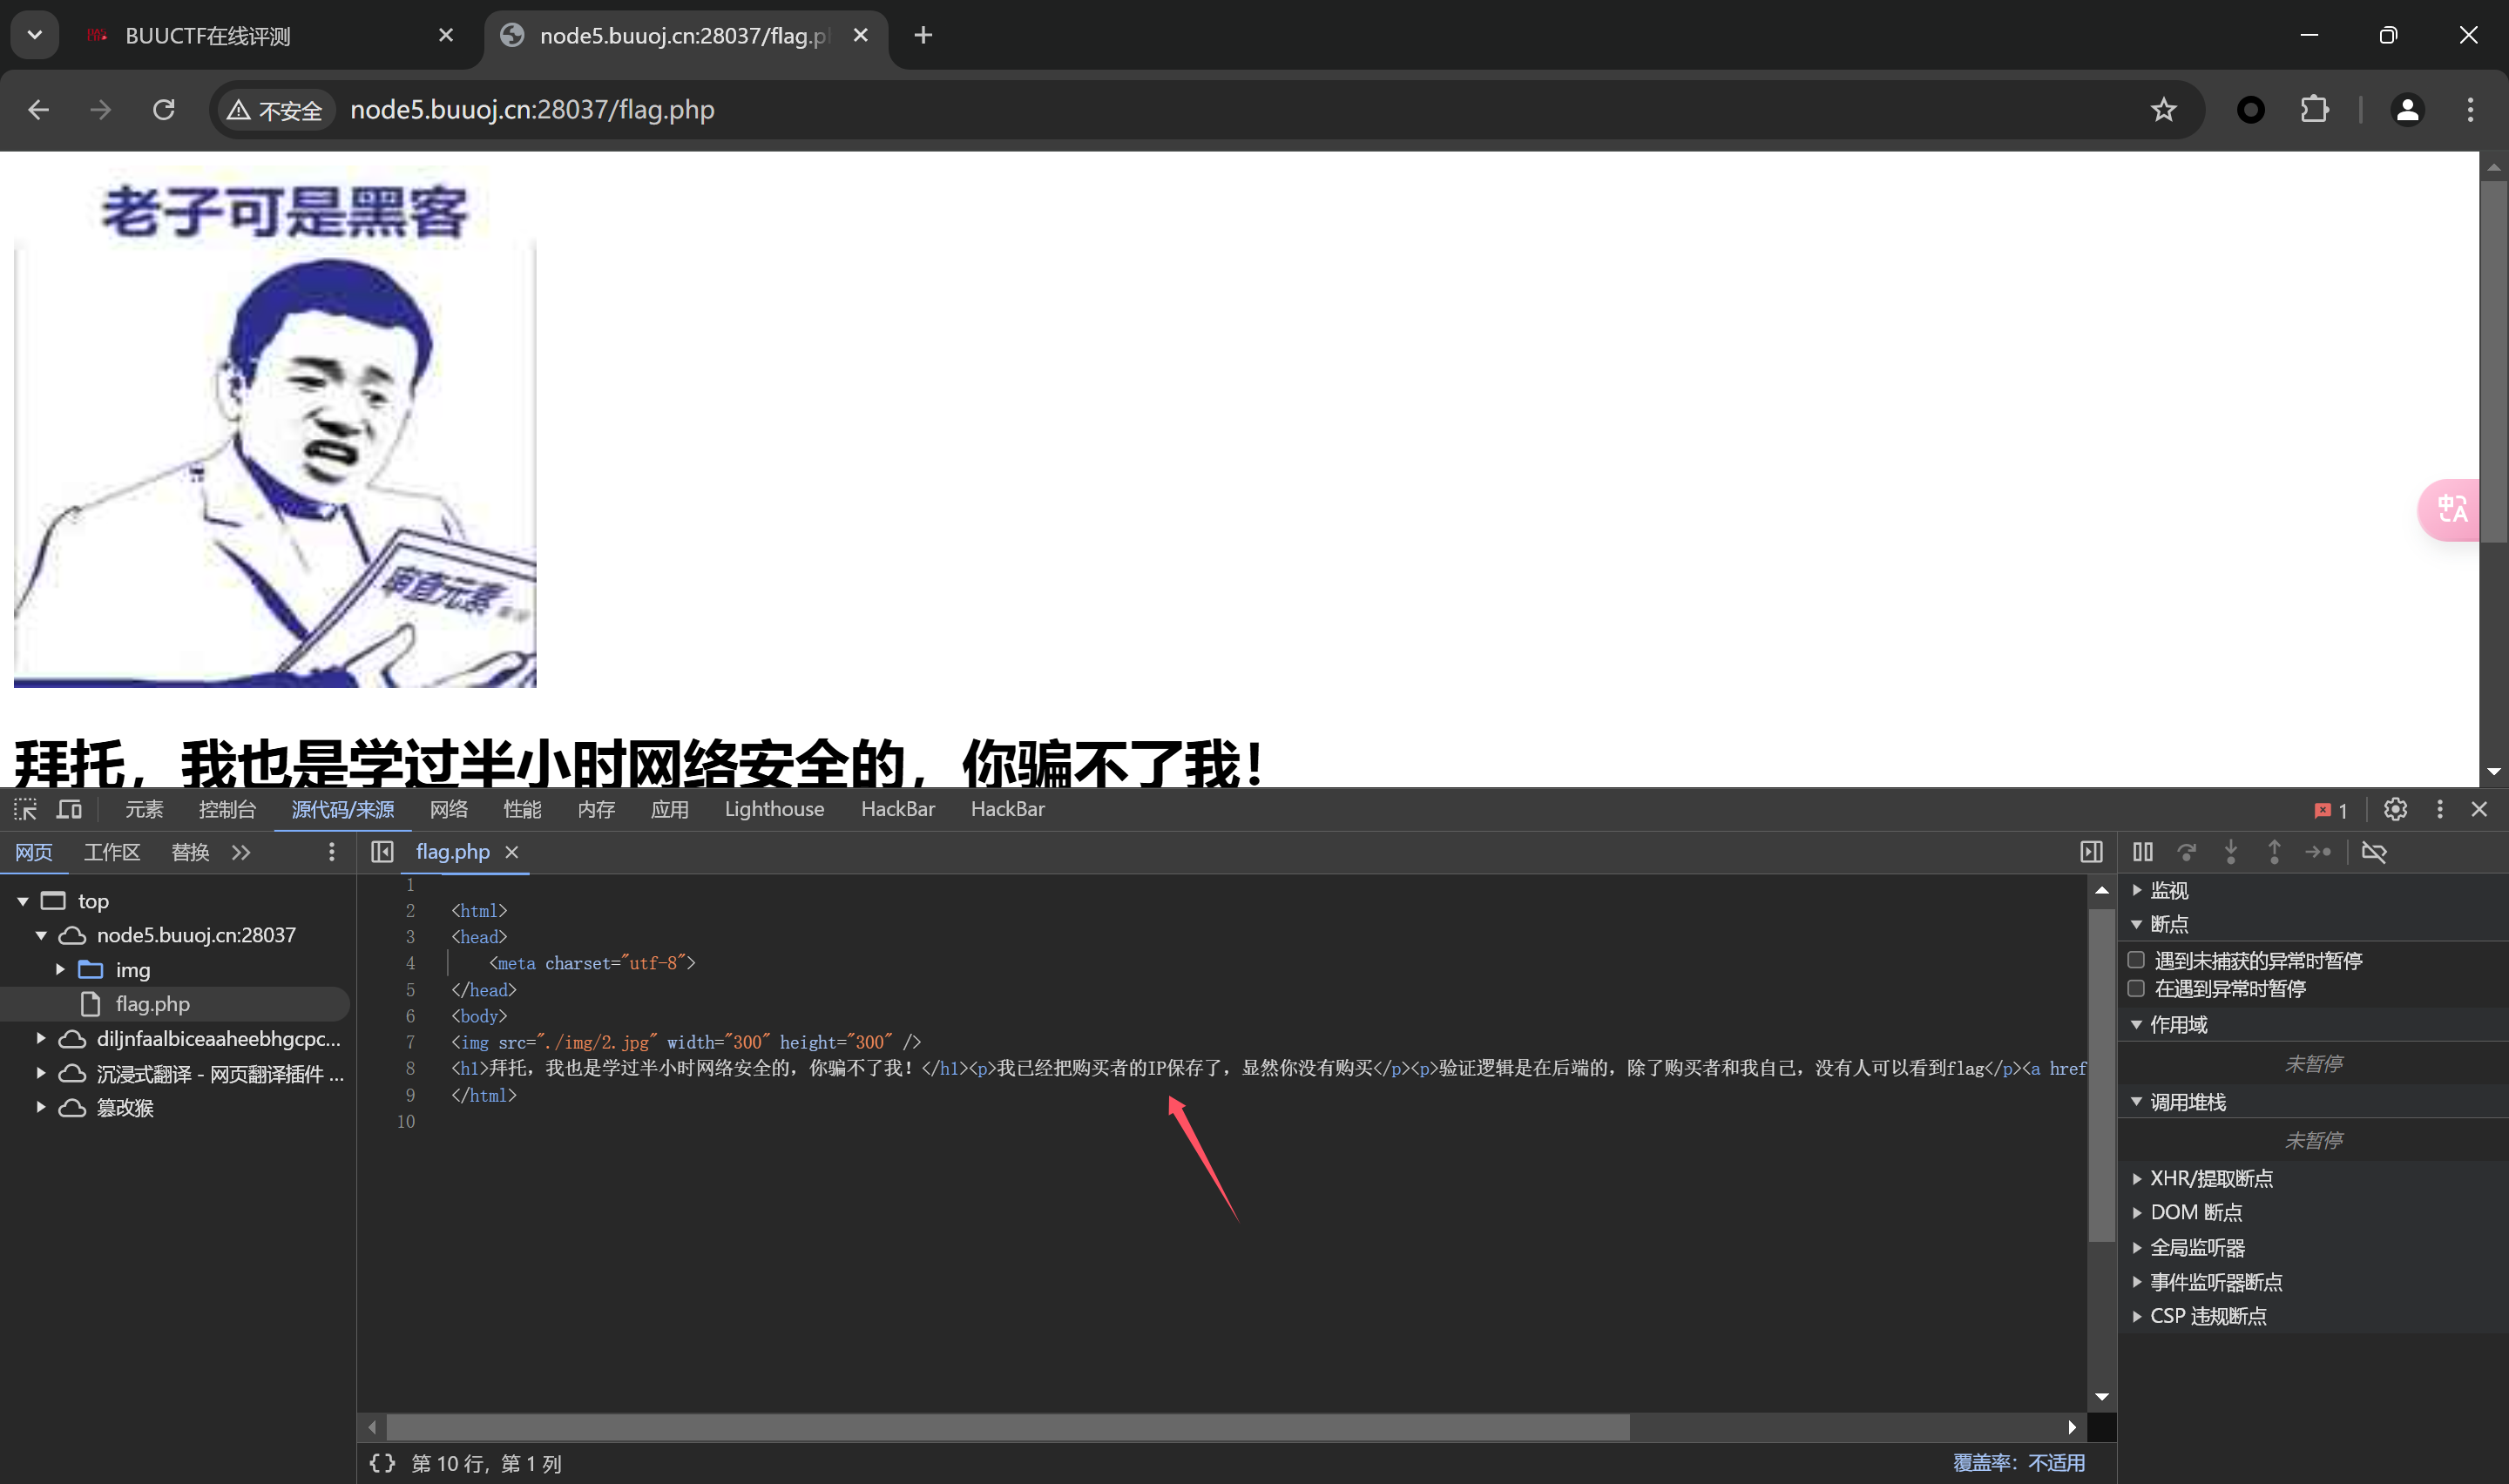 BUUCTF在线评测
node5.buuoj.cn:28037/flag.ph
不安全 node5.buuoj.cn:28037/flag.php
老子可是黑客
审查元素
拜托，我也是学过半小时网络安全的，你骗不了我！
元素 控制台 源代码/来源 网络 性能 内存 应用 Lighthouse HackBar HackBar 1
网页 工作区 替换 flag.php
top
node5.buuoj.cn:28037
img
flag.php
diljnfaalbiceaaheebhgcpc...
沉浸式翻译 - 网页翻译插件 ...
篡改猴
1
2 <html>
3 <head>
4 <meta charset="utf-8">
5 </head>
6 <body>
7 <img src="./img/2.jpg" width="300" height="300" />
8 <h1>拜托，我也是学过半小时网络安全的，你骗不了我！</h1><p>我已经把购买者的IP保存了，显然你没有购买</p><p>验证逻辑是在后端的，除了购买者和我自己，没有人可以看到flag</p><a href
9 </html>
10
第 10 行，第 1 列
覆盖率：不适用
监视
断点
遇到未捕获的异常时暂停
在遇到异常时暂停
作用域
未暂停
调用堆栈
未暂停
XHR/提取断点
DOM 断点
全局监听器
事件监听器断点
CSP 违规断点